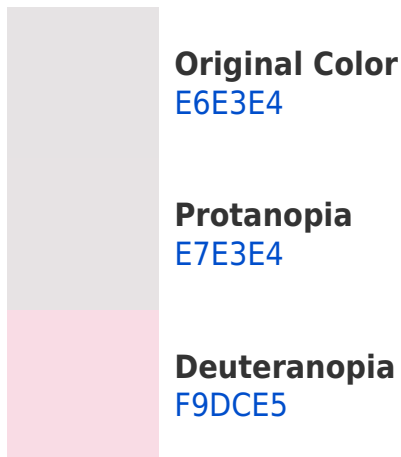 Original Color
E6E3E4
Protanopia
E7E3E4
Deuteranopia
F9DCE5